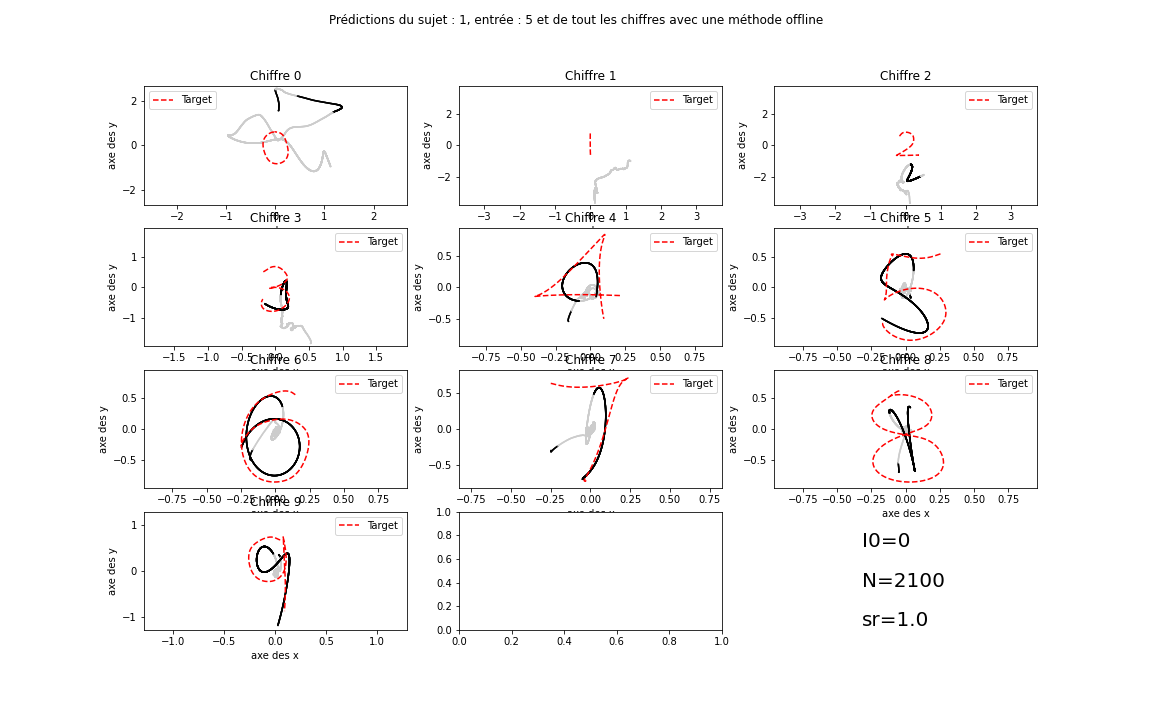 Prédictions du sujet : 1, entrée : 5 et de tout les chiffres avec une méthode offline
Chiffre 0
Target
axe des y
2
0
−2
−2 −1 0 1 2
Chiffre 1
Target
axe des y
2
0
−2
−3 −2 −1 0 1 2 3
Chiffre 2
Target
axe des y
2
0
−2
−3 −2 −1 0 1 2 3
Chiffre 3
Target
axe des y
1
0
−1
−1.5 −1.0 −0.5 0.0 0.5 1.0 1.5
Chiffre 4
Target
axe des y
0.5
0.0
−0.5
−0.75 −0.50 −0.25 0.00 0.25 0.50 0.75
Chiffre 5
Target
axe des y
0.5
0.0
−0.5
−0.75 −0.50 −0.25 0.00 0.25 0.50 0.75
Chiffre 6
Target
axe des y
0.5
0.0
−0.5
−0.75 −0.50 −0.25 0.00 0.25 0.50 0.75
Chiffre 7
Target
axe des y
0.5
0.0
−0.5
−0.75 −0.50 −0.25 0.00 0.25 0.50 0.75
Chiffre 8
Target
axe des y
0.5
0.0
−0.5
−0.75 −0.50 −0.25 0.00 0.25 0.50 0.75
axe des x
Chiffre 9
Target
axe des y
1
0
−1
−1.0 −0.5 0.0 0.5 1.0
axe des x
1.0
0.8
0.6
0.4
0.2
0.0
0.0 0.2 0.4 0.6 0.8 1.0
I0=0
N=2100
sr=1.0